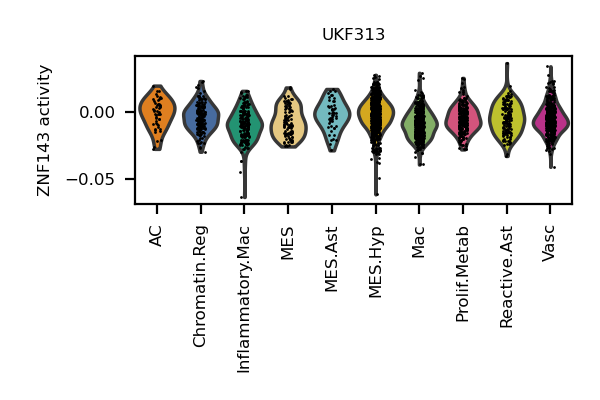 UKF313
ZNF143 activity
0.00
−0.05
AC
Chromatin.Reg
Inflammatory.Mac
MES
MES.Ast
MES.Hyp
Mac
Prolif.Metab
Reactive.Ast
Vasc